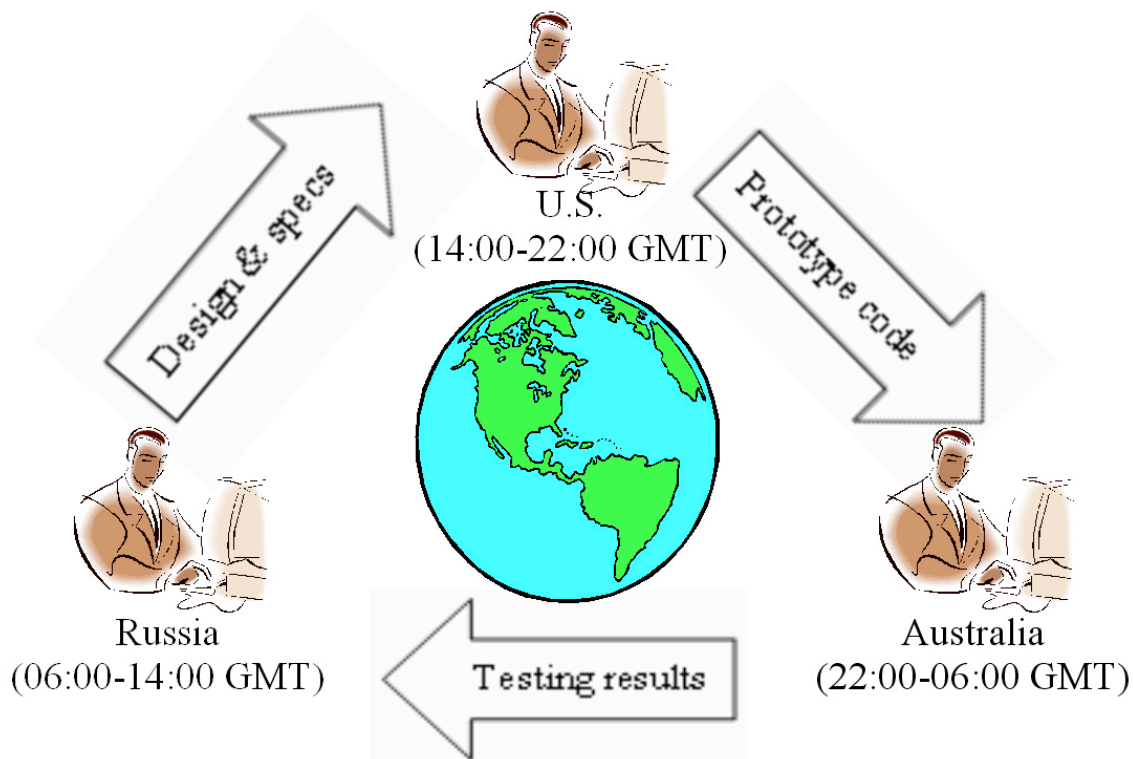 U.S.
(14:00-22:00 GMT)
Design & specs
Prototype code
Russia
(06:00-14:00 GMT)
Testing results
Australia
(22:00-06:00 GMT)